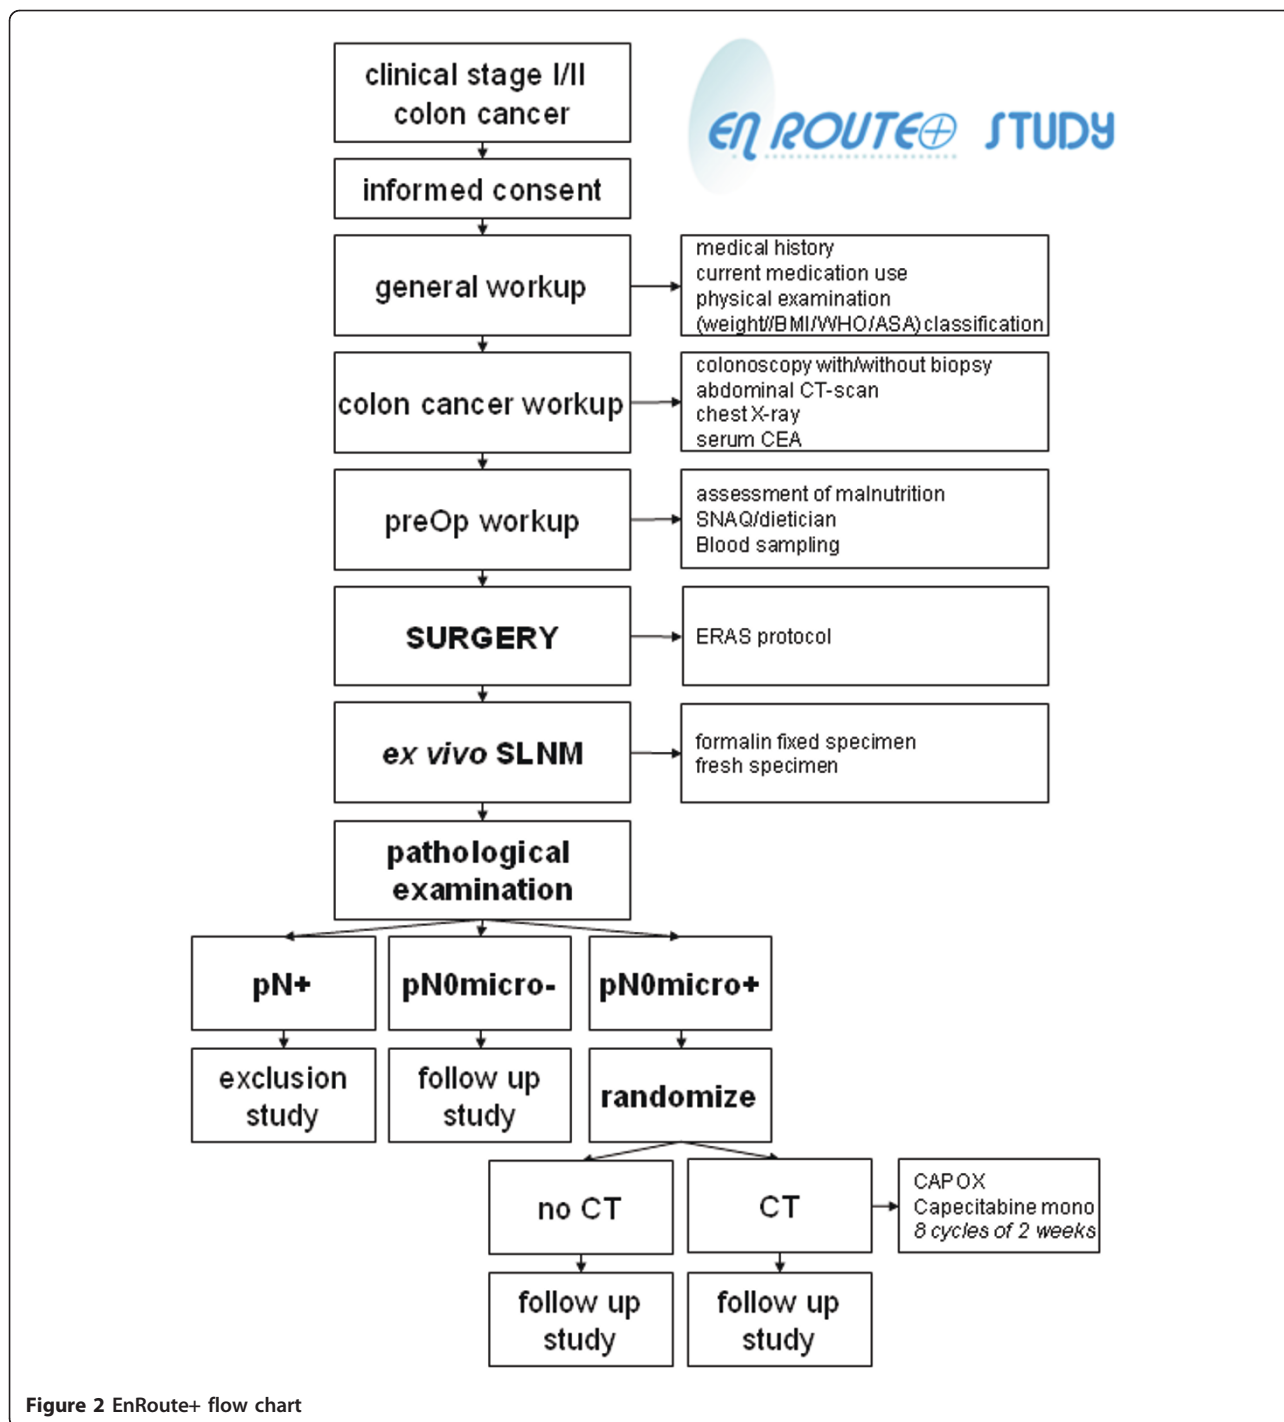 clinical stage I/II
colon cancer
EN ROUTE+ STUDY
informed consent
general workup
medical history
current medication use
physical examination
(weight//BMI/WHO/ASA) classification
colon cancer workup
colonoscopy with/without biopsy
abdominal CT-scan
chest X-ray
serum CEA
preOp workup
assessment of malnutrition
SNAQ/dietician
Blood sampling
SURGERY
ERAS protocol
ex vivo SLNM
formalin fixed specimen
fresh specimen
pathological
examination
pN+
pN0micro-
pN0micro+
exclusion
study
follow up
study
randomize
no CT
CT
CAPOX
Capecitabine mono
8 cycles of 2 weeks
follow up
study
follow up
study
Figure 2 EnRoute+ flow chart